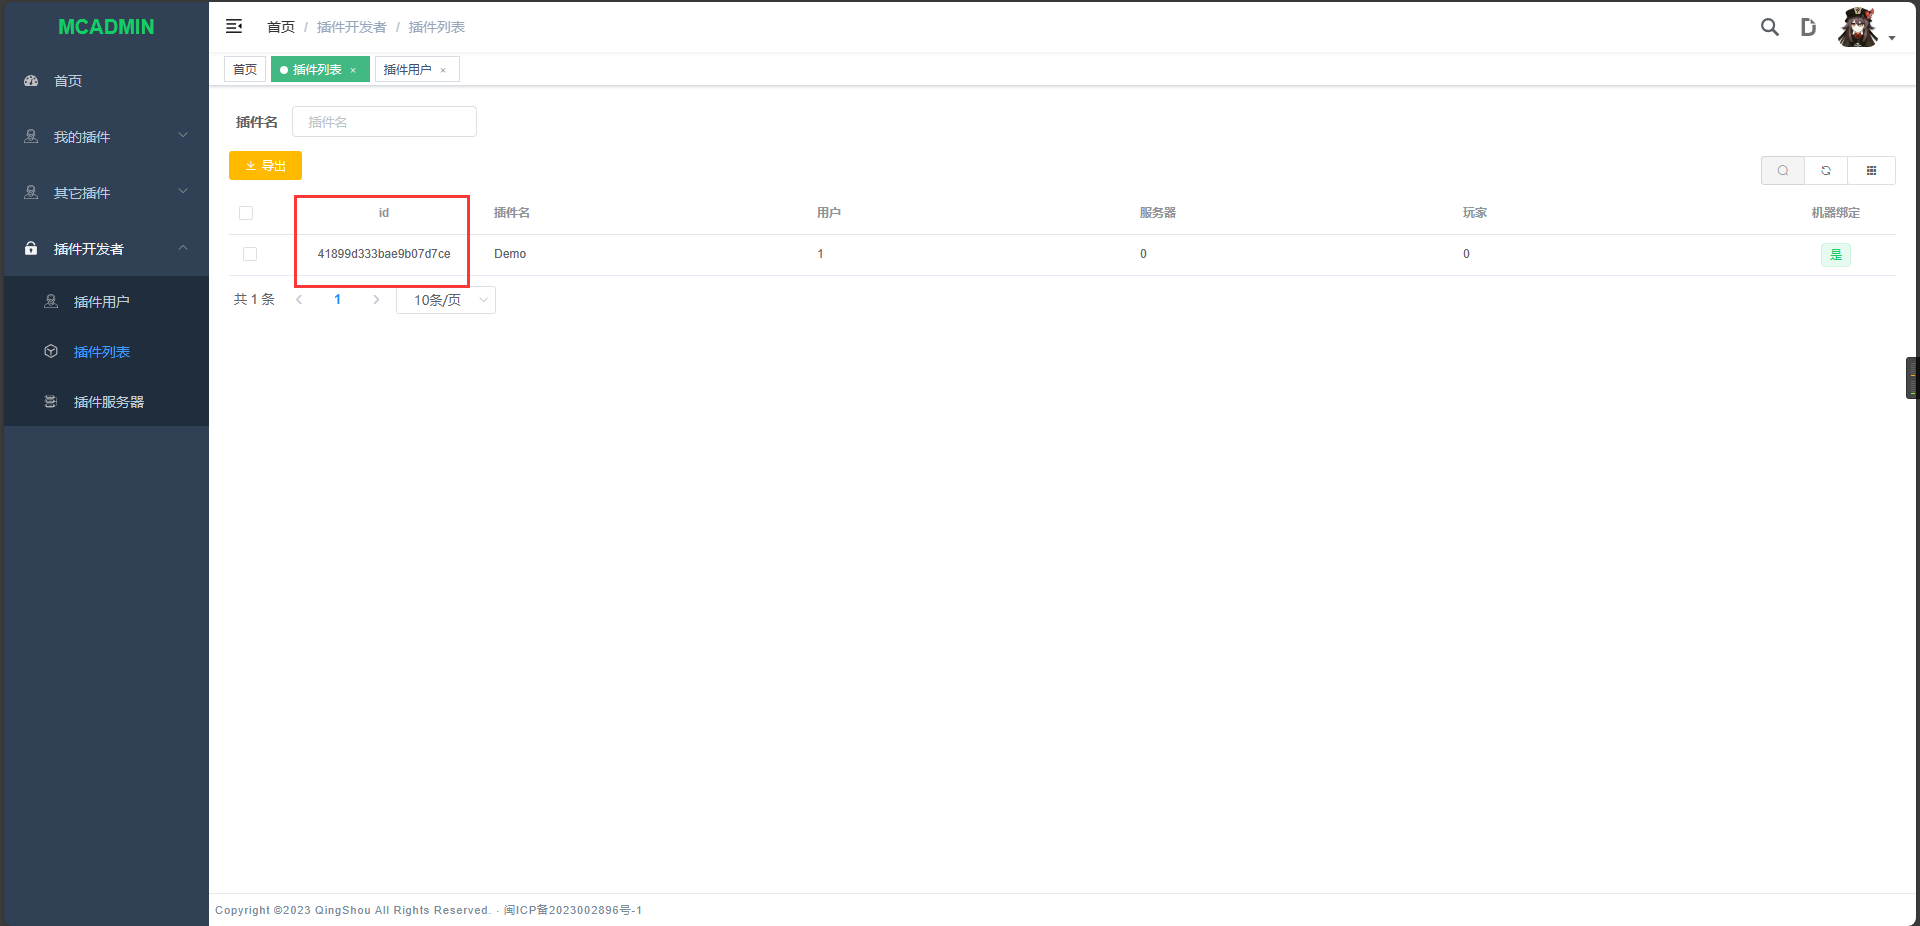 MCADMIN
首页
我的插件
其它插件
插件开发者
插件用户
插件列表
插件服务器
首页 / 插件开发者 / 插件列表
首页 插件列表 × 插件用户 ×
插件名 插件名
导出
id 插件名 用户 服务器 玩家 机器绑定
41899d333bae9b07d7ce Demo 1 0 0 是
共 1 条 1 10条/页
Copyright ©2023 QingShou All Rights Reserved. · 闽ICP备2023002896号-1